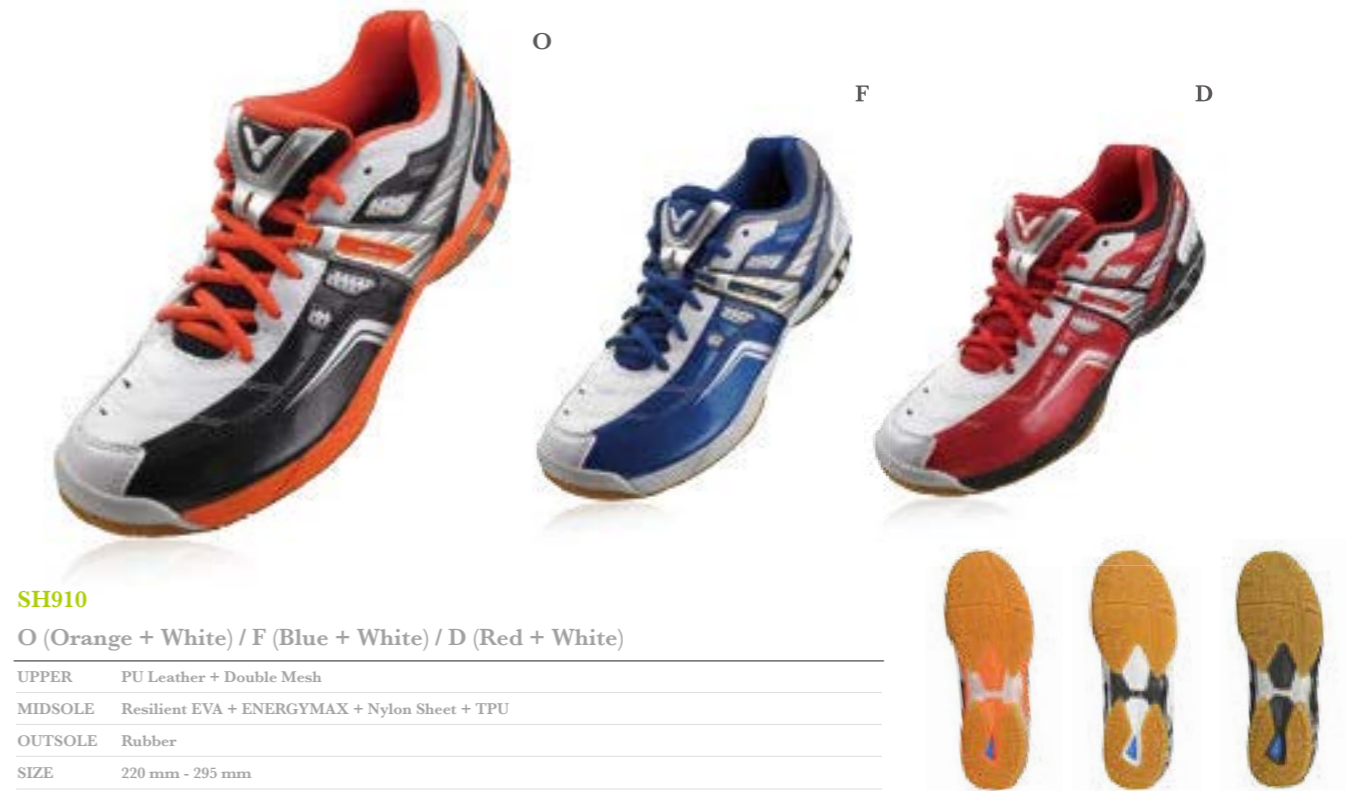 O
F
D
SH910
O (Orange + White) / F (Blue + White) / D (Red + White)
UPPER PU Leather + Double Mesh
MIDSOLE Resilient EVA + ENERGYMAX + Nylon Sheet + TPU
OUTSOLE Rubber
SIZE 220 mm - 295 mm